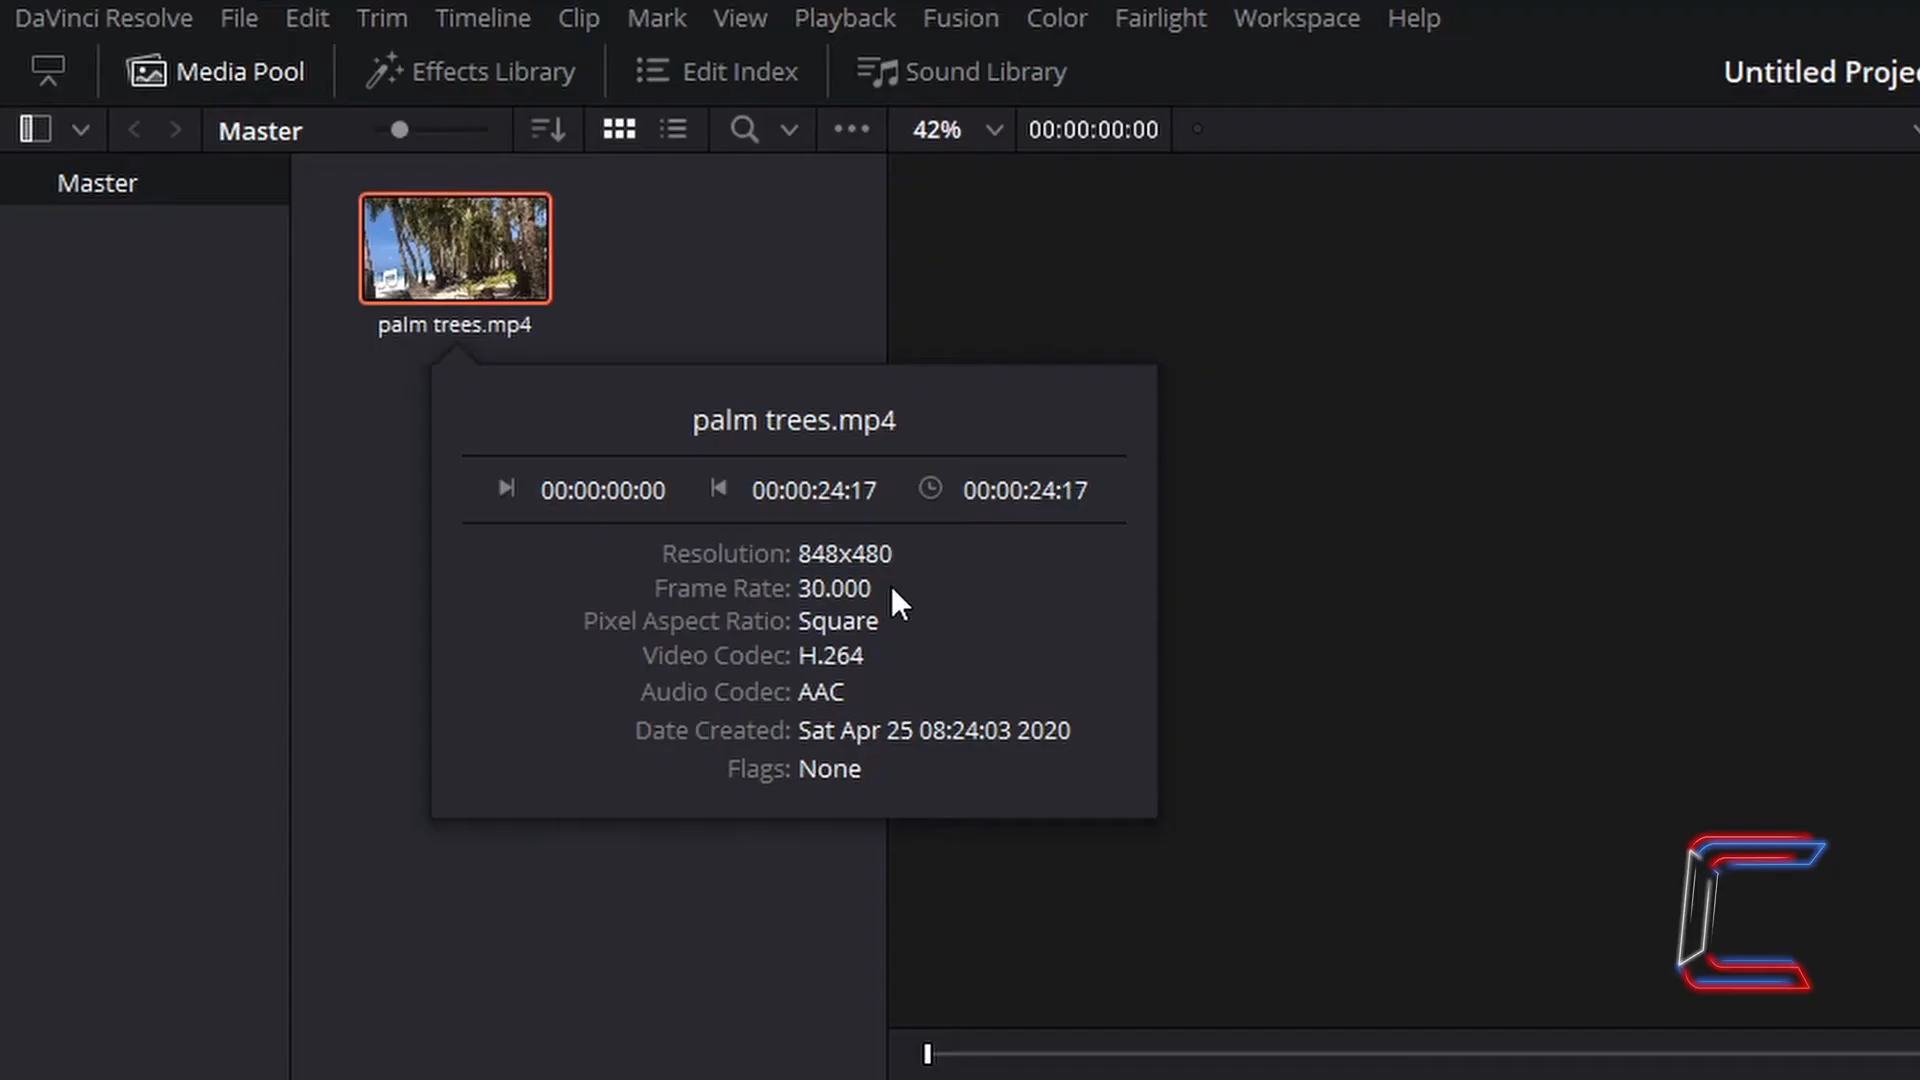 DaVinci Resolve File Edit Trim Timeline Clip Mark View Playback Fusion Color Fairlight Workspace Help
Media Pool Effects Library Edit Index Sound Library Untitled Projec
Master 42% 00:00:00:00
Master
palm trees.mp4
palm trees.mp4
00:00:00:00 00:00:24:17 00:00:24:17
Resolution: 848x480
Frame Rate: 30.000
Pixel Aspect Ratio: Square
Video Codec: H.264
Audio Codec: AAC
Date Created: Sat Apr 25 08:24:03 2020
Flags: None